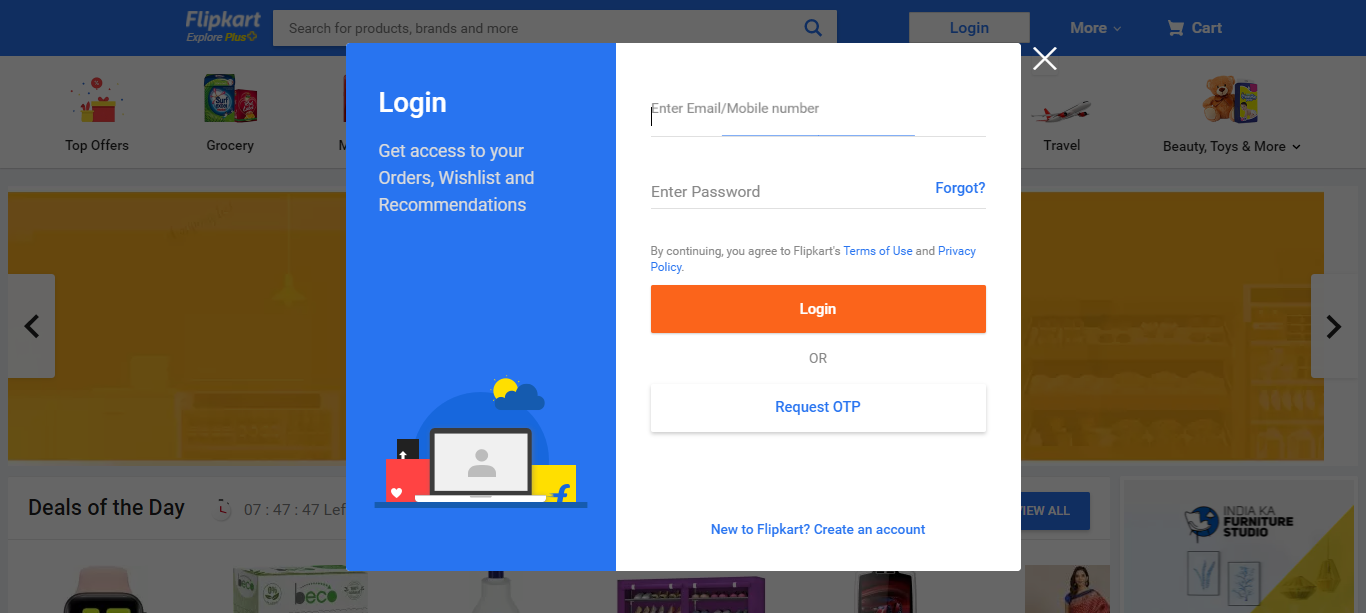 Flipkart
Explore Plus
Search for products, brands and more
Login
More
Cart
Top Offers
Grocery
M
Travel
Beauty, Toys & More
Login
Get access to your
Orders, Wishlist and
Recommendations
Enter Email/Mobile number
Enter Password
Forgot?
By continuing, you agree to Flipkart's Terms of Use and Privacy
Policy.
Login
OR
Request OTP
New to Flipkart? Create an account
Deals of the Day
07 : 47 : 47 Lef
VIEW ALL
INDIA KA
FURNITURE
STUDIO
beco